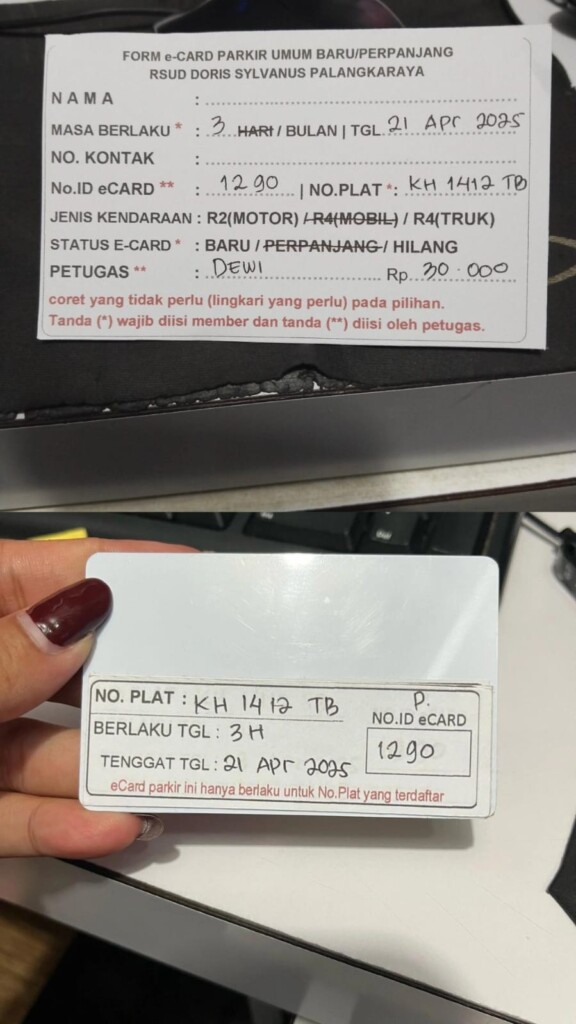 FORM e-CARD PARKIR UMUM BARU/PERPANJANG
RSUD DORIS SYLVANUS PALANGKARAYA
NAMA :
MASA BERLAKU * : 3 HARI / BULAN | TGL 21 APr 2025
NO. KONTAK :
No.ID eCARD ** : 1290 | NO.PLAT *: KH 1412 TB
JENIS KENDARAAN : R2(MOTOR) / R4(MOBIL) / R4(TRUK)
STATUS E-CARD * : BARU / PERPANJANG / HILANG
PETUGAS ** : DEWI Rp. 30.000
coret yang tidak perlu (lingkari yang perlu) pada pilihan.
Tanda (*) wajib diisi member dan tanda (**) diisi oleh petugas.
NO. PLAT : KH 1412 TB
P.
NO.ID eCARD
BERLAKU TGL : 3 H
1290
TENGGAT TGL : 21 APr 2025
eCard parkir ini hanya berlaku untuk No.Plat yang terdaftar